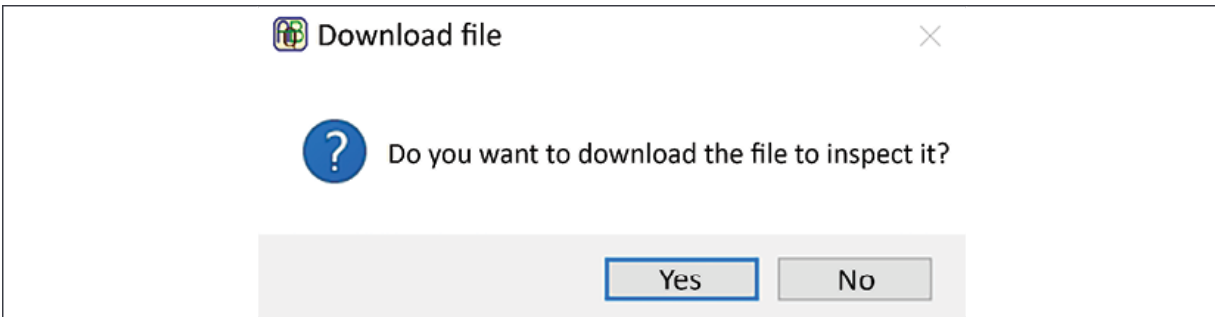 Download file
Do you want to download the file to inspect it?
Yes No